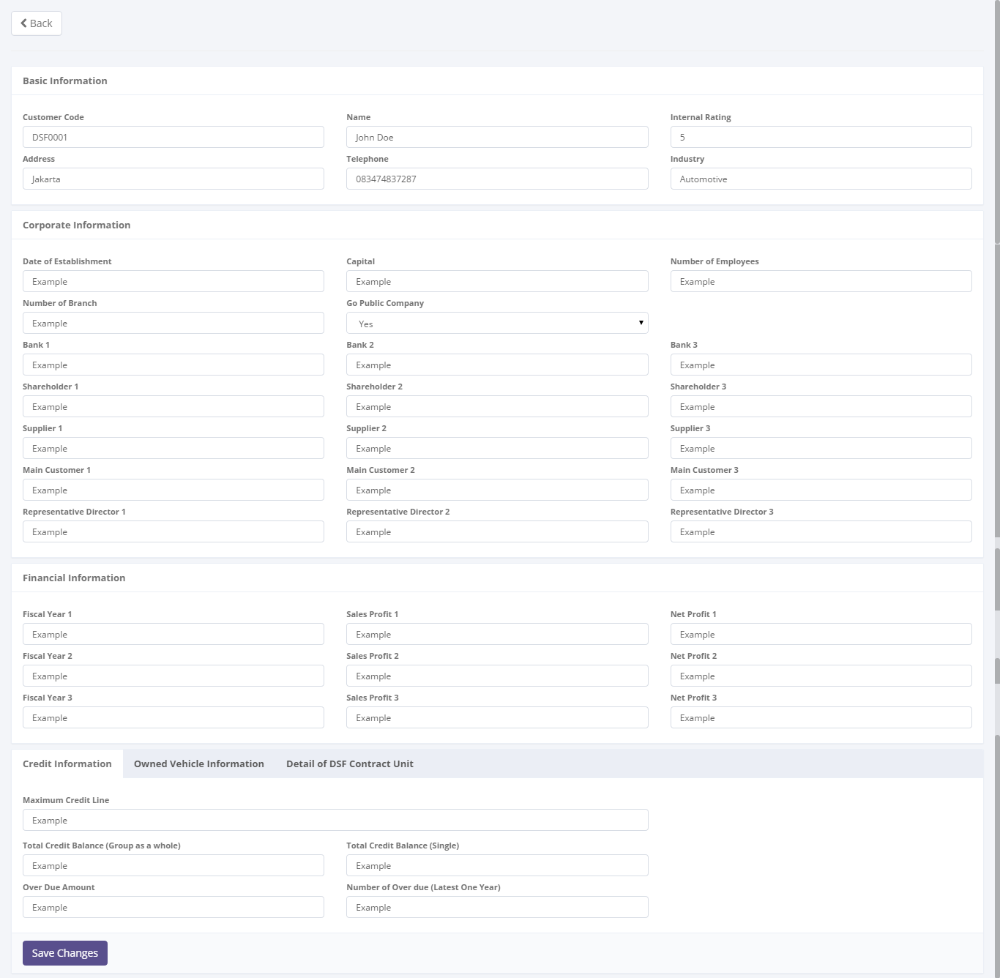 Back
Basic Information
Customer Code Name Internal Rating
DSF0001 John Doe 5
Address Telephone Industry
Jakarta 083474837287 Automotive
Corporate Information
Date of Establishment Capital Number of Employees
Example Example Example
Number of Branch Go Public Company
Example Yes
Bank 1 Bank 2 Bank 3
Example Example Example
Shareholder 1 Shareholder 2 Shareholder 3
Example Example Example
Supplier 1 Supplier 2 Supplier 3
Example Example Example
Main Customer 1 Main Customer 2 Main Customer 3
Example Example Example
Representative Director 1 Representative Director 2 Representative Director 3
Example Example Example
Financial Information
Fiscal Year 1 Sales Profit 1 Net Profit 1
Example Example Example
Fiscal Year 2 Sales Profit 2 Net Profit 2
Example Example Example
Fiscal Year 3 Sales Profit 3 Net Profit 3
Example Example Example
Credit Information Owned Vehicle Information Detail of DSF Contract Unit
Maximum Credit Line
Example
Total Credit Balance (Group as a whole) Total Credit Balance (Single)
Example Example
Over Due Amount Number of Over due (Latest One Year)
Example Example
Save Changes